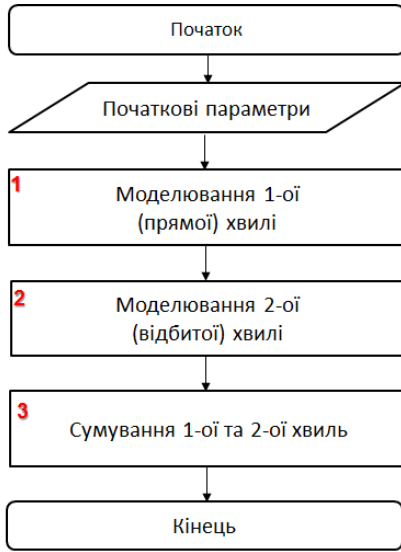 Початок
Початкові параметри
1
Моделювання 1-ої
(прямої) хвилі
2
Моделювання 2-ої
(відбитої) хвилі
3
Сумування 1-ої та 2-ої хвиль
Кінець